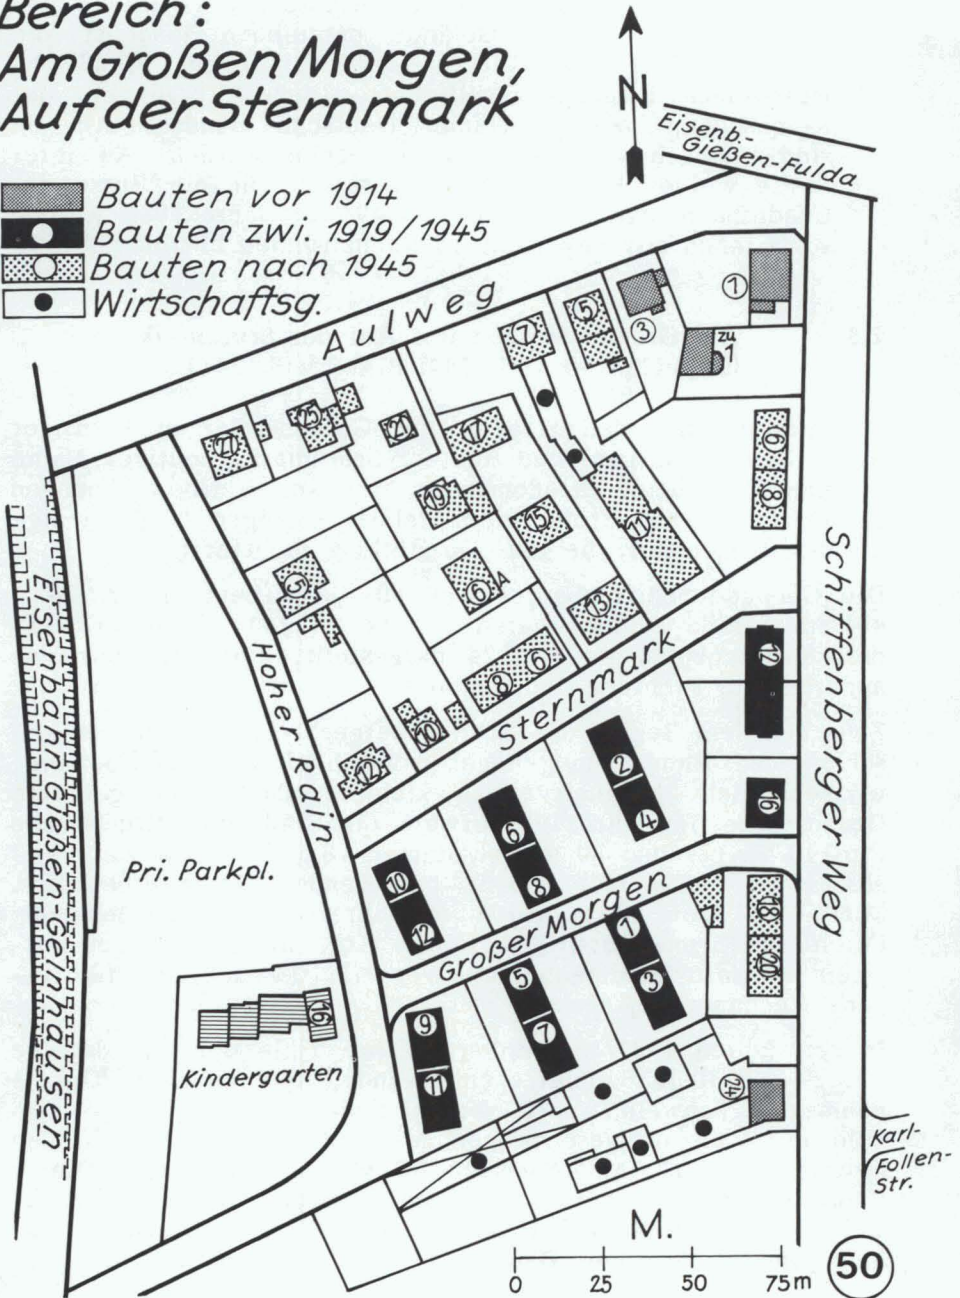 Bereich:
Am Großen Morgen,
Auf der Sternmark
N
Eisenb.-
Gießen-Fulda
Bauten vor 1914
Bauten zwi. 1919/1945
Bauten nach 1945
Wirtschaftsg.
Aulweg
1
3
5
7
zu
1
27
25
21
17
19
15
11
6
8
5
6 A
13
Hoher Rain
8 6
Sternmark
10
12
Schiffenberger Weg
12
16
2
4
6
8
10
12
Eisenbahn Gießen-Gelnhausen
Pri. Parkpl.
Großer Morgen
1
3
5
7
9
11
18
20
16
Kindergarten
24
Karl-
Follen-
Str.
M.
0 25 50 75m
50